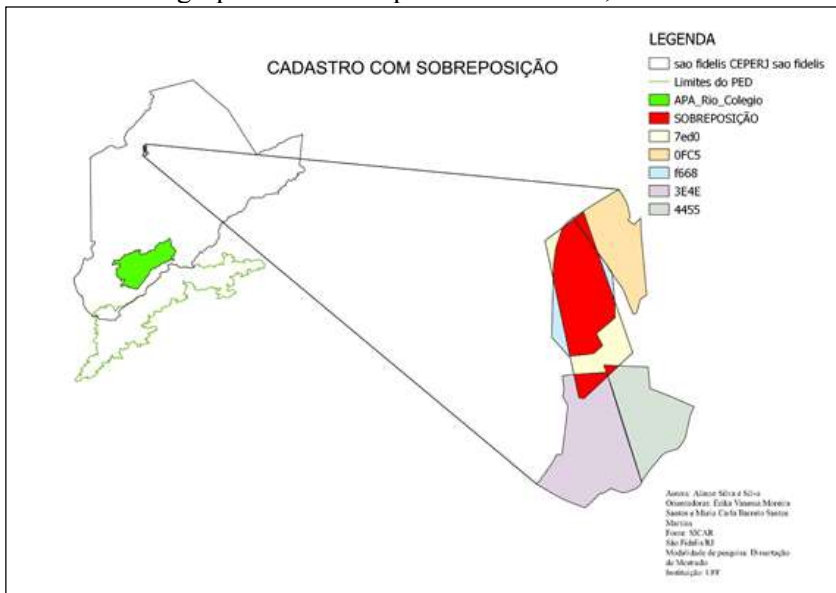 CADASTRO COM SOBREPOSIÇÃO
LEGENDA
sao fidelis CEPERJ sao fidelis
Limites do PED
APA_Rio_Colegio
SOBREPOSIÇÃO
7ed0
0FC5
f668
3E4E
4455
Silva e Silva
Orientadoras: Érika Vanessa Moreira
Santos e Maria Carla Barreto Santos
Martins
Fonte: SICAR
São Fidélis RJ
Modalidade de pesquisa: Dissertação
de Mestrado
Instituição: UFF